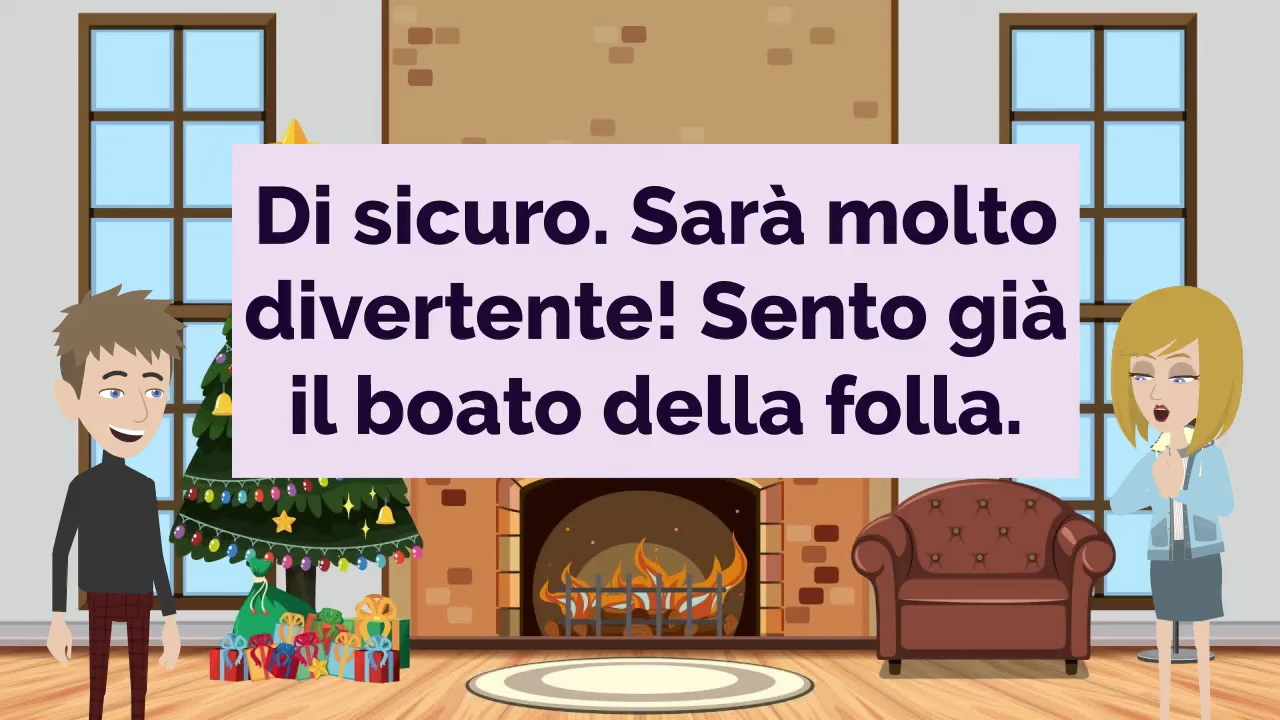 Di sicuro. Sarà molto
divertente! Sento già
il boato della folla.